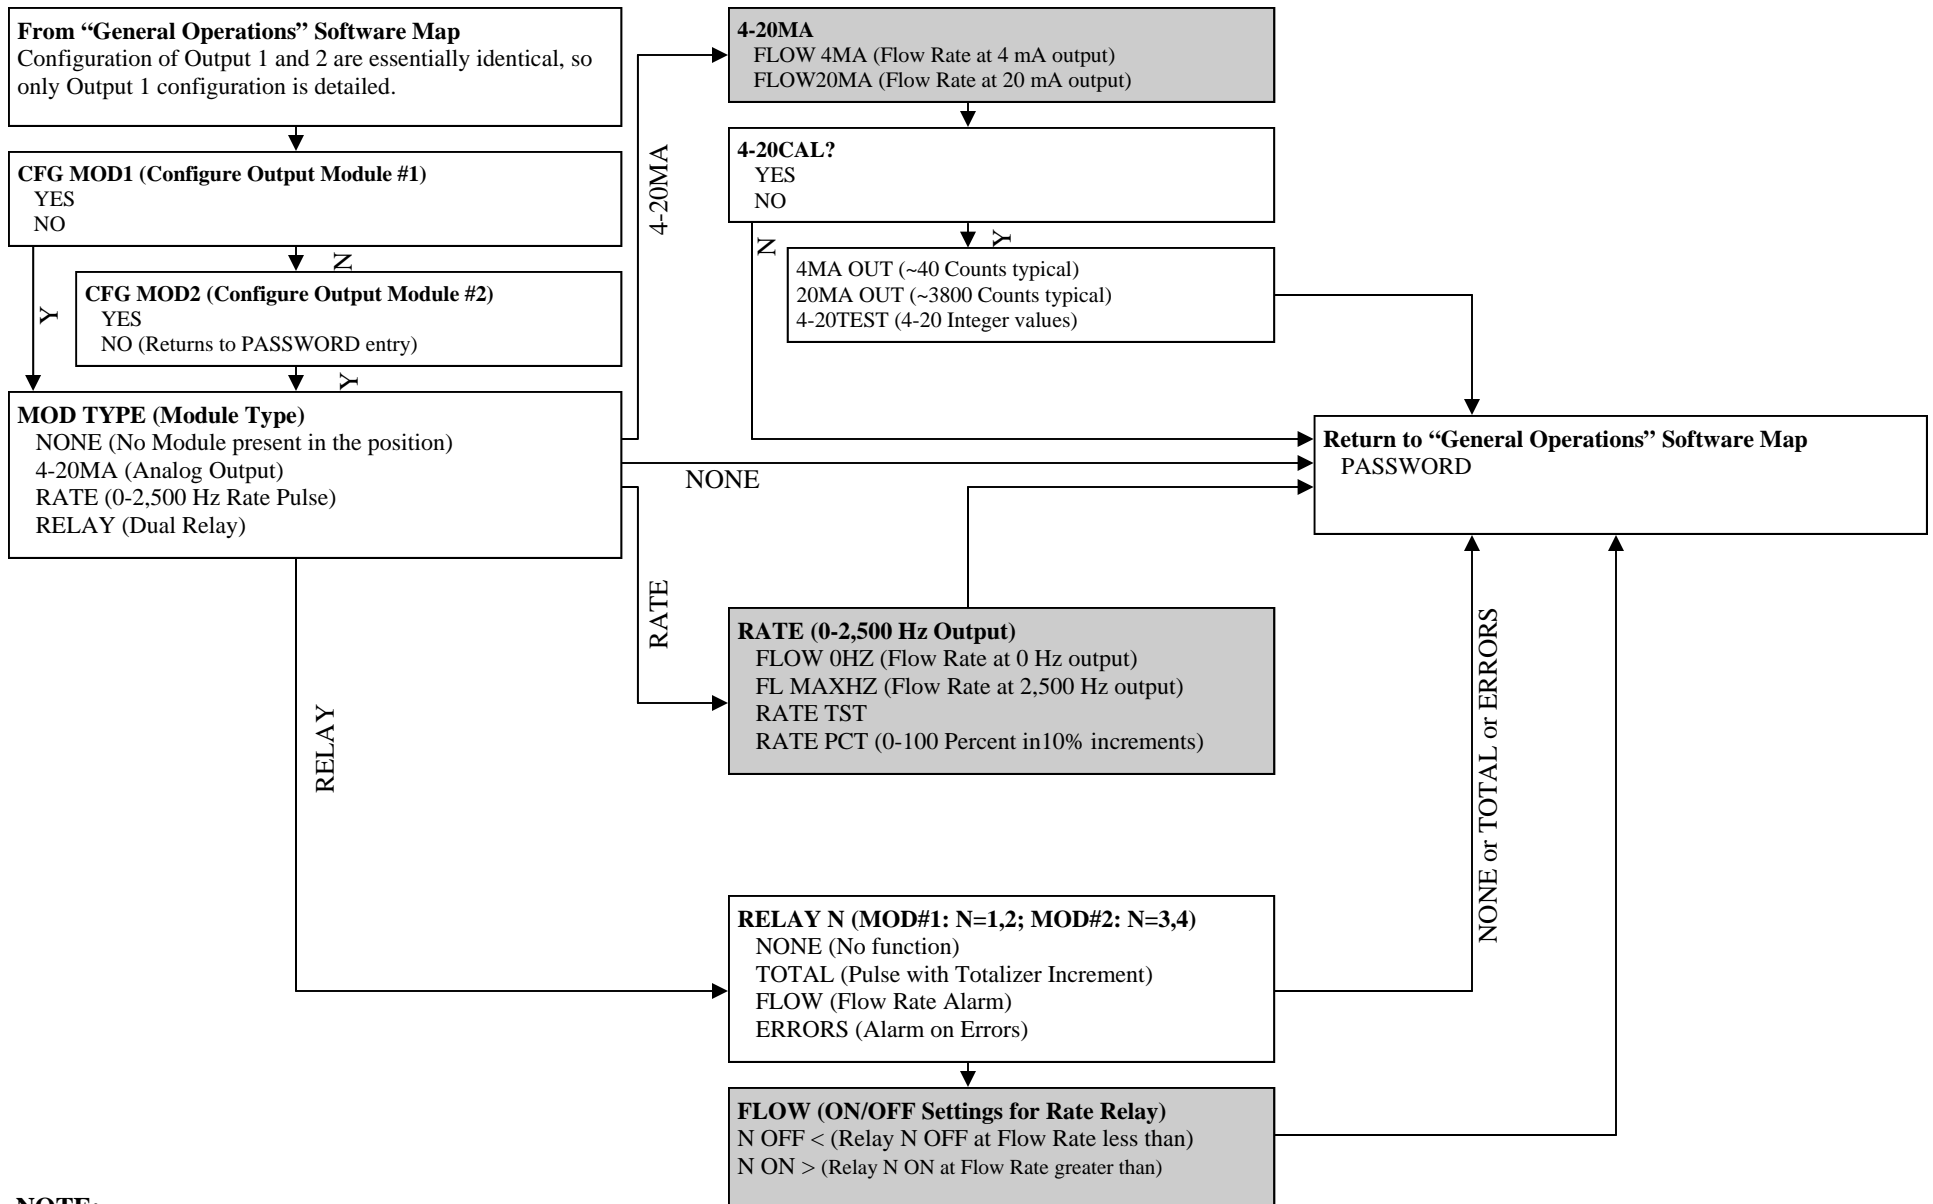 From “General Operations” Software Map
Configuration of Output 1 and 2 are essentially identical, so
only Output 1 configuration is detailed.
CFG MOD1 (Configure Output Module #1)
YES
NO
Y
N
CFG MOD2 (Configure Output Module #2)
YES
NO (Returns to PASSWORD entry)
Y
MOD TYPE (Module Type)
NONE (No Module present in the position)
4-20MA (Analog Output)
RATE (0-2,500 Hz Rate Pulse)
RELAY (Dual Relay)
4-20MA
4-20MA
FLOW 4MA (Flow Rate at 4 mA output)
FLOW20MA (Flow Rate at 20 mA output)
4-20CAL?
YES
NO
N
Y
4MA OUT (~40 Counts typical)
20MA OUT (~3800 Counts typical)
4-20TEST (4-20 Integer values)
NONE
Return to “General Operations” Software Map
PASSWORD
RATE
RATE (0-2,500 Hz Output)
FLOW 0HZ (Flow Rate at 0 Hz output)
FL MAXHZ (Flow Rate at 2,500 Hz output)
RATE TST
RATE PCT (0-100 Percent in10% increments)
RELAY
RELAY N (MOD#1: N=1,2; MOD#2: N=3,4)
NONE (No function)
TOTAL (Pulse with Totalizer Increment)
FLOW (Flow Rate Alarm)
ERRORS (Alarm on Errors)
NONE or TOTAL or ERRORS
FLOW (ON/OFF Settings for Rate Relay)
N OFF < (Relay N OFF at Flow Rate less than)
N ON > (Relay N ON at Flow Rate greater than)
NOTE: